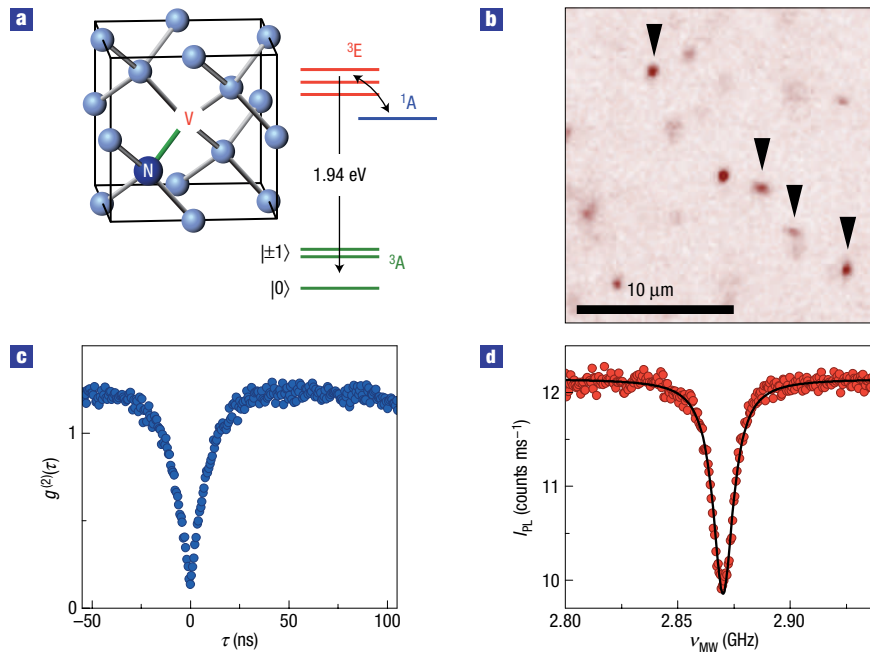 a
³E
¹A
V
N
1.94 eV
|±1⟩
³A
|0⟩
b
10 µm
c
1
0
g⁽²⁾(τ)
−50
0
50
100
τ (ns)
d
12
11
10
I_PL (counts ms⁻¹)
2.80
2.85
2.90
ν_MW (GHz)